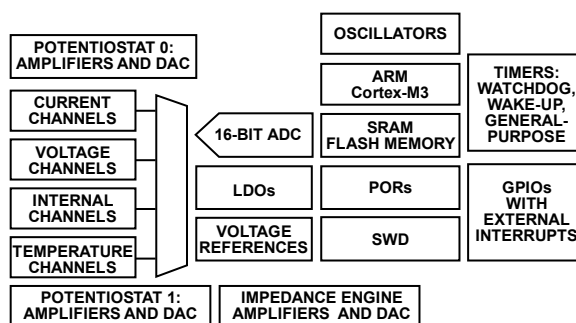 POTENTIOSTAT 0:
AMPLIFIERS AND DAC
CURRENT
CHANNELS
VOLTAGE
CHANNELS
INTERNAL
CHANNELS
TEMPERATURE
CHANNELS
POTENTIOSTAT 1:
AMPLIFIERS AND DAC
16-BIT ADC
LDOs
VOLTAGE
REFERENCES
IMPEDANCE ENGINE
AMPLIFIERS AND DAC
OSCILLATORS
ARM
Cortex-M3
SRAM
FLASH MEMORY
PORs
SWD
TIMERS:
WATCHDOG,
WAKE-UP,
GENERAL-
PURPOSE
GPIOs
WITH
EXTERNAL
INTERRUPTS